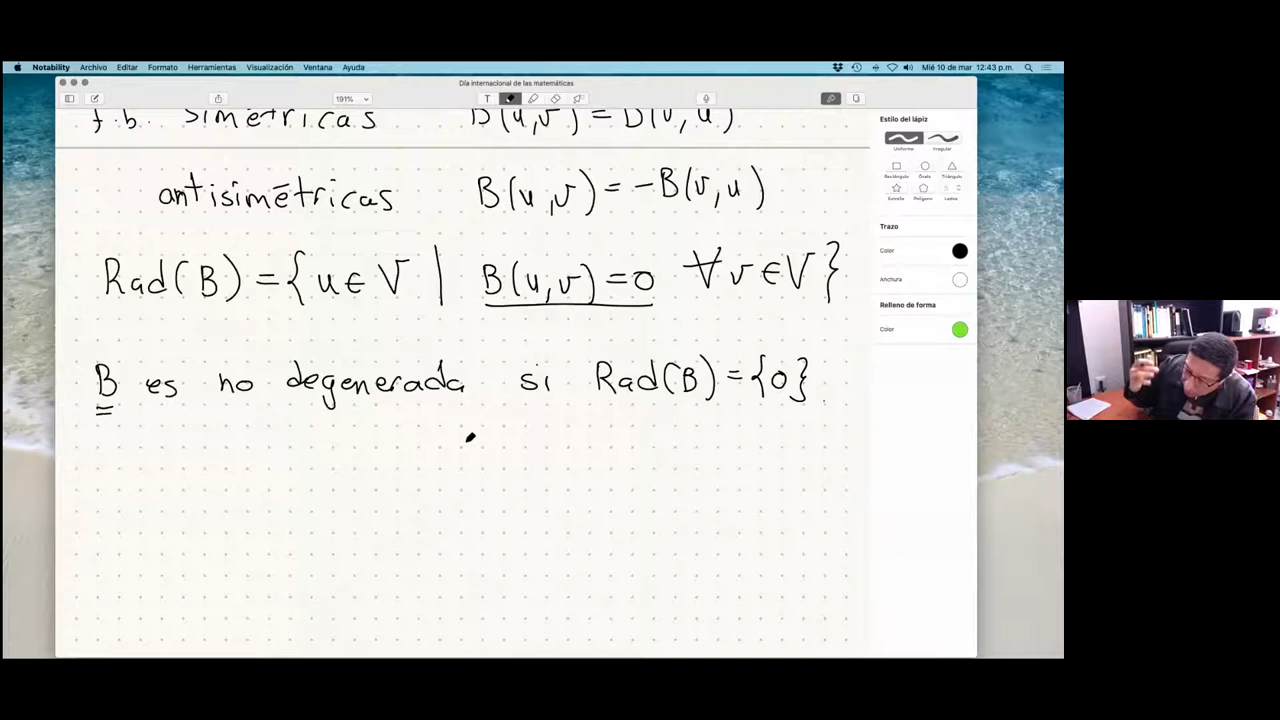 Notability Archivo Editar Formato Herramientas Visualización Ventana Ayuda Mié 10 de mar 12:43 p.m.
Día internacional de las matemáticas
191% T
f.b. simétricas B(u,v) = B(v,u)
antisimétricas B(u,v) = -B(v,u)
Rad(B) = {u ∈ V | B(u,v) = 0 ∀ v ∈ V}
B es no degenerada si Rad(B) = {0}.
Estilo del lápiz
Uniforme Irregular
Rectángulo Óvalo Triángulo
Estrella Polígono Lados
Trazo
Color
Anchura
Relleno de forma
Color